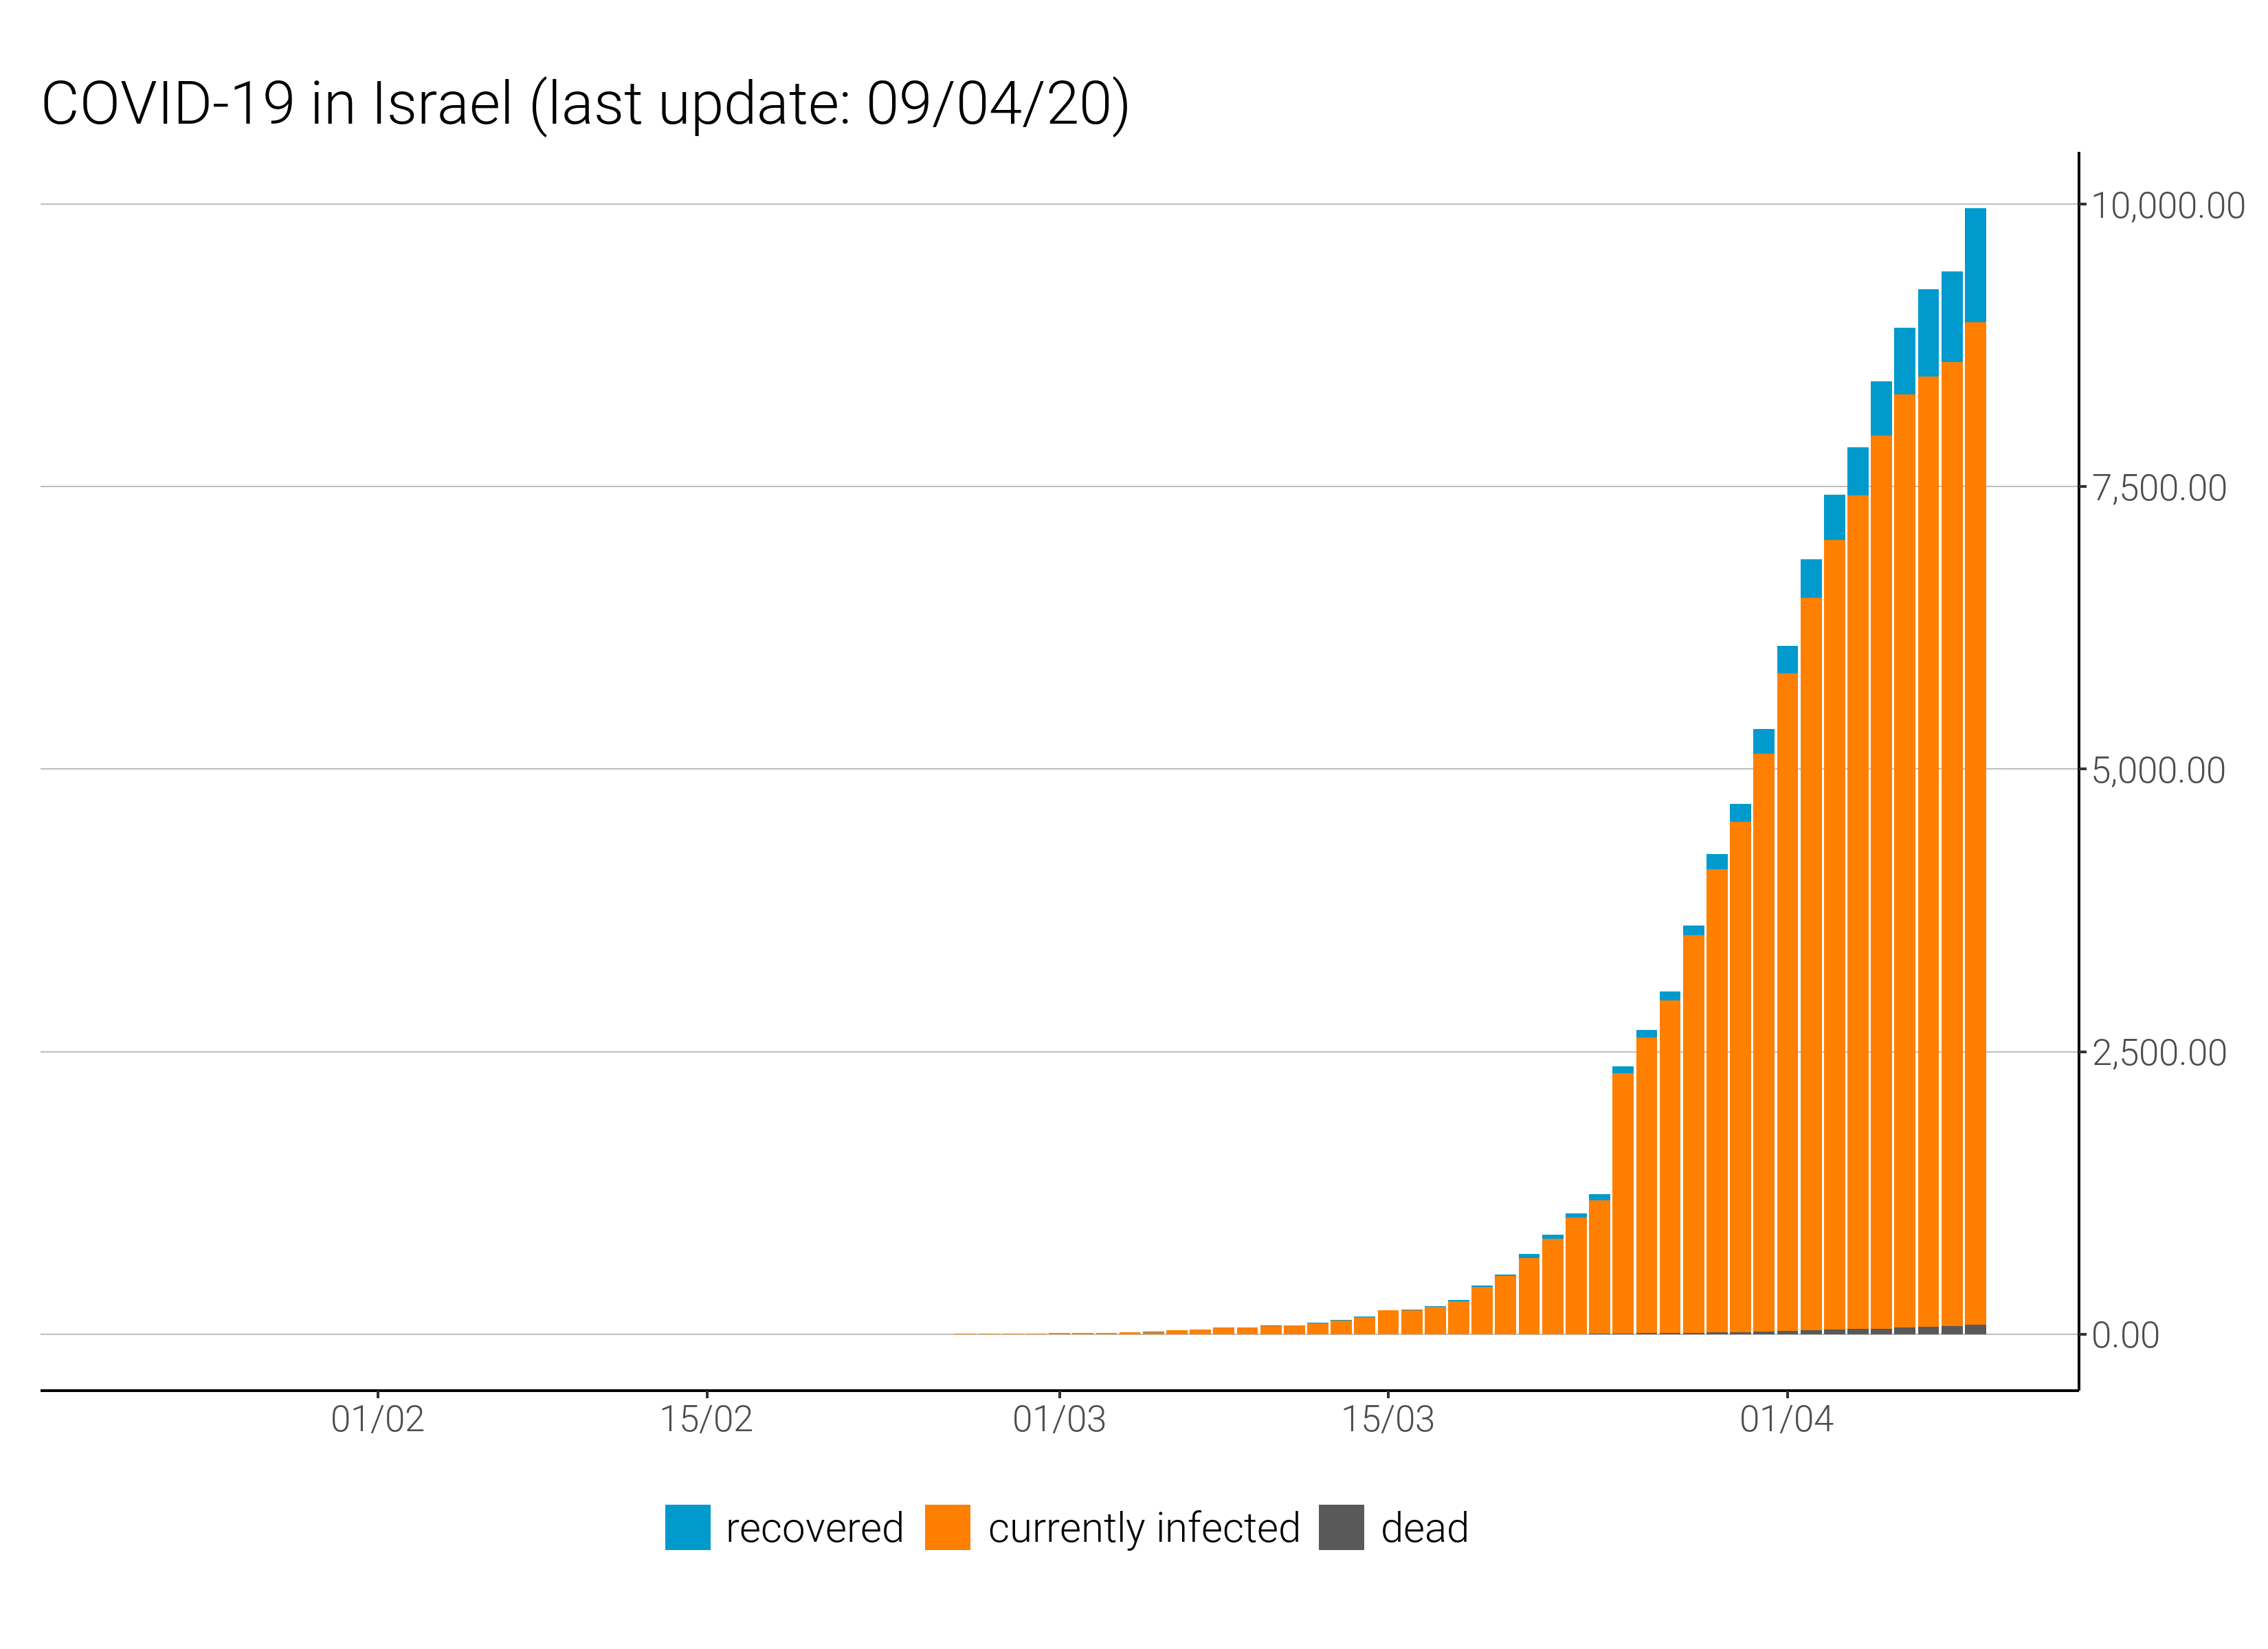 COVID-19 in Israel (last update: 09/04/20)
10,000.00
7,500.00
5,000.00
2,500.00
0.00
01/02 15/02 01/03 15/03 01/04
recovered currently infected dead